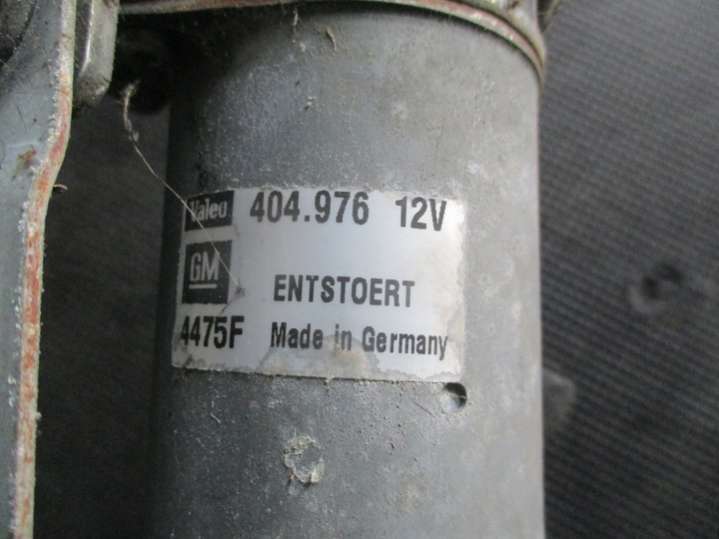 Valeo 404.976 12V
GM
ENTSTOERT
4475F Made in Germany